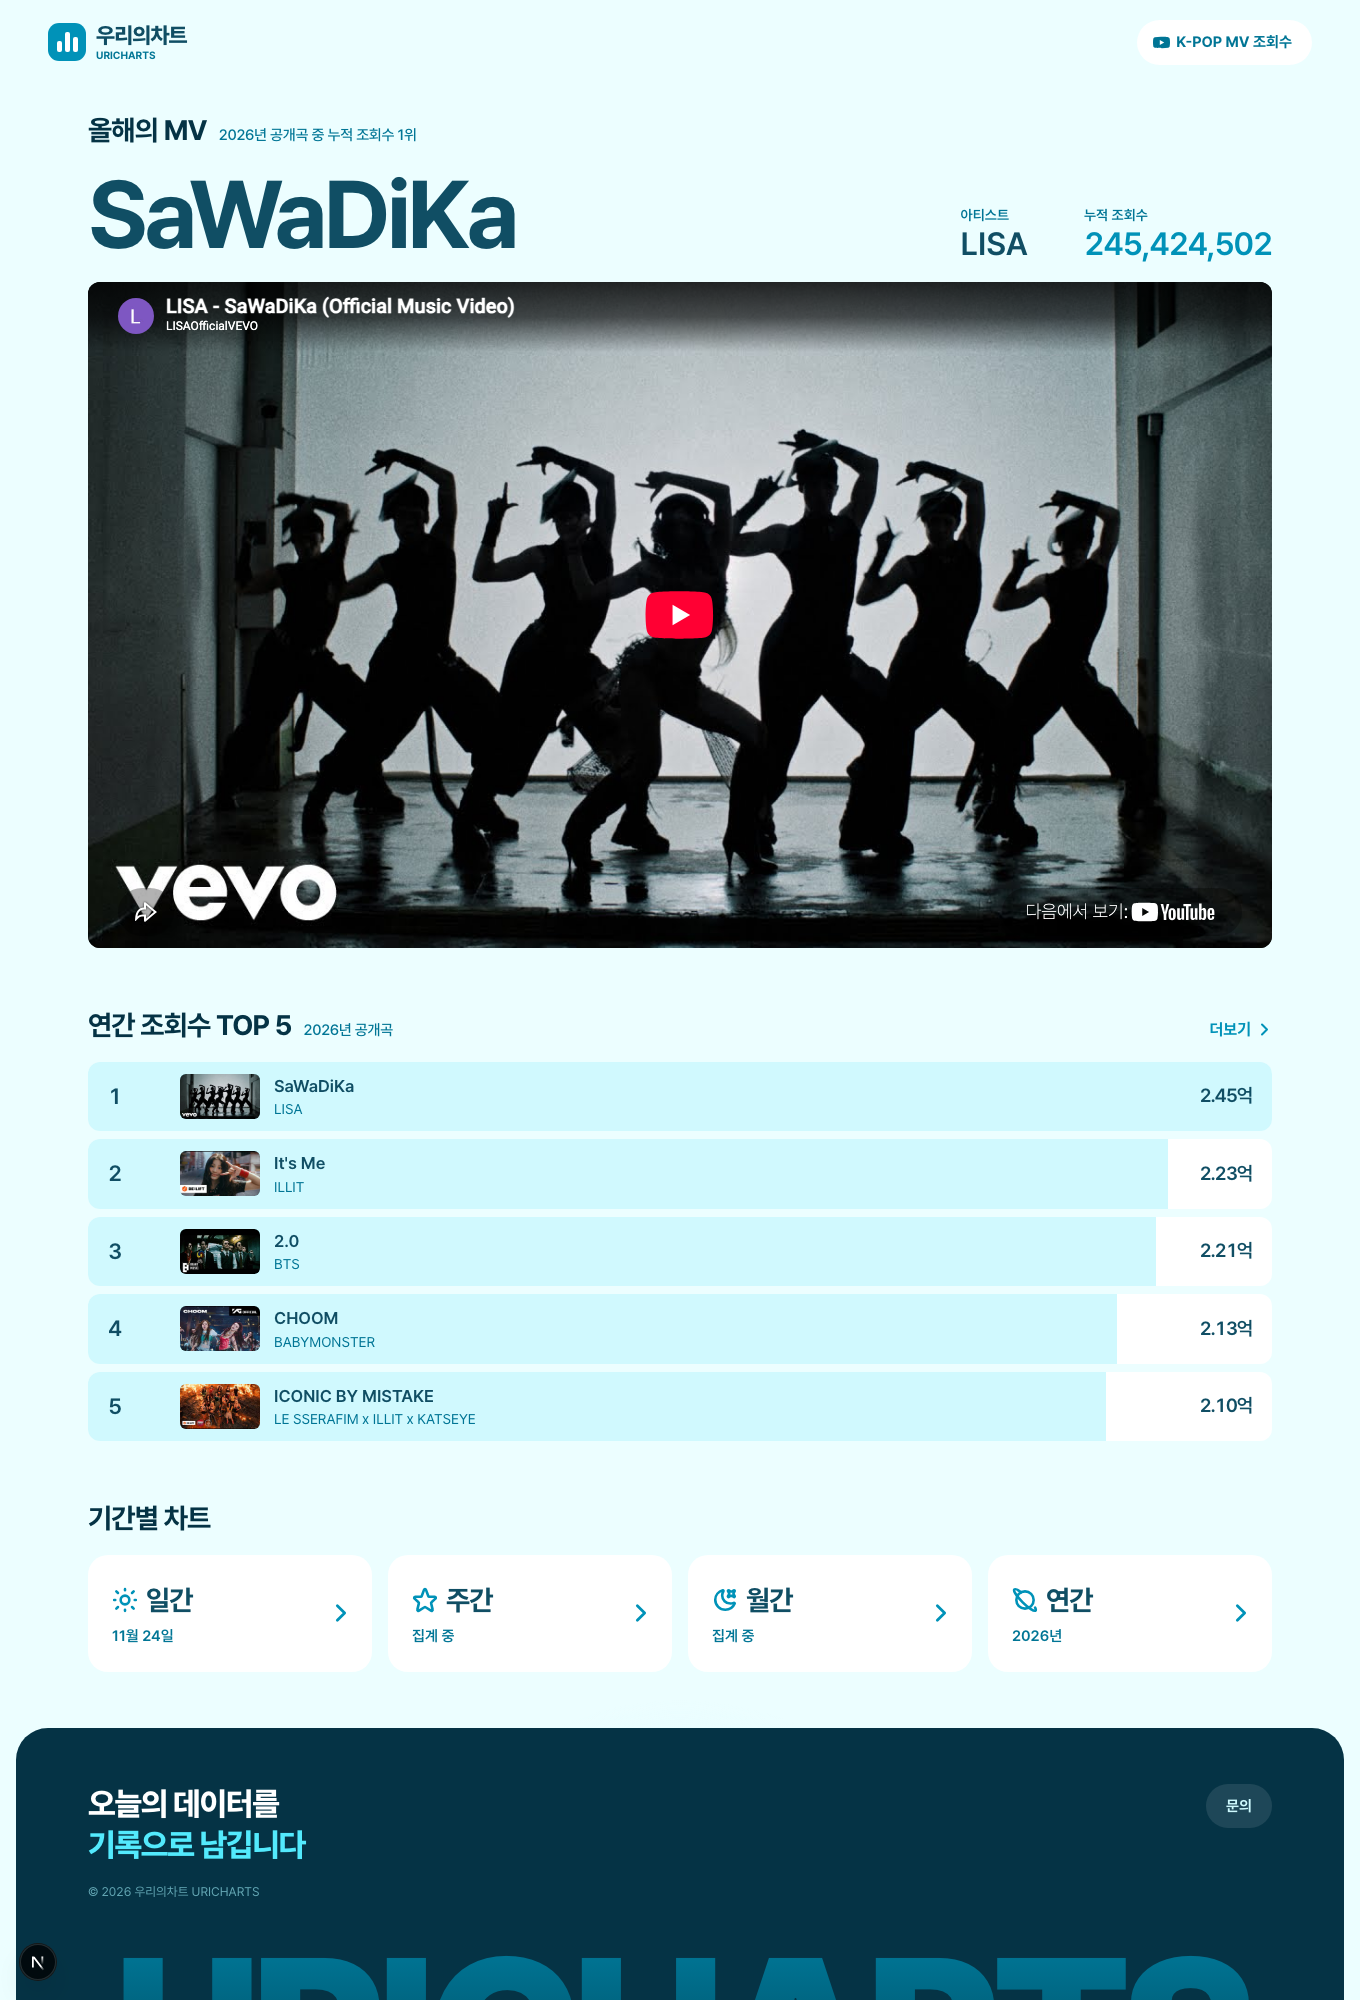 우리의차트
URICHARTS
K-POP MV 조회수
올해의 MV 2026년 공개곡 중 누적 조회수 1위
SaWaDiKa
아티스트
LISA
누적 조회수
245,424,502
L
LISA - SaWaDiKa (Official Music Video)
LISAOfficialVEVO
vevo
다음에서 보기: YouTube
연간 조회수 TOP 5 2026년 공개곡
더보기
1
SaWaDiKa
LISA
2.45억
2
It's Me
ILLIT
2.23억
3
2.0
BTS
2.21억
4
CHOOM
BABYMONSTER
2.13억
5
ICONIC BY MISTAKE
LE SSERAFIM x ILLIT x KATSEYE
2.10억
기간별 차트
일간
11월 24일
주간
집계 중
월간
집계 중
연간
2026년
오늘의 데이터를
기록으로 남깁니다
문의
© 2026 우리의차트 URICHARTS
N
URICHARTS